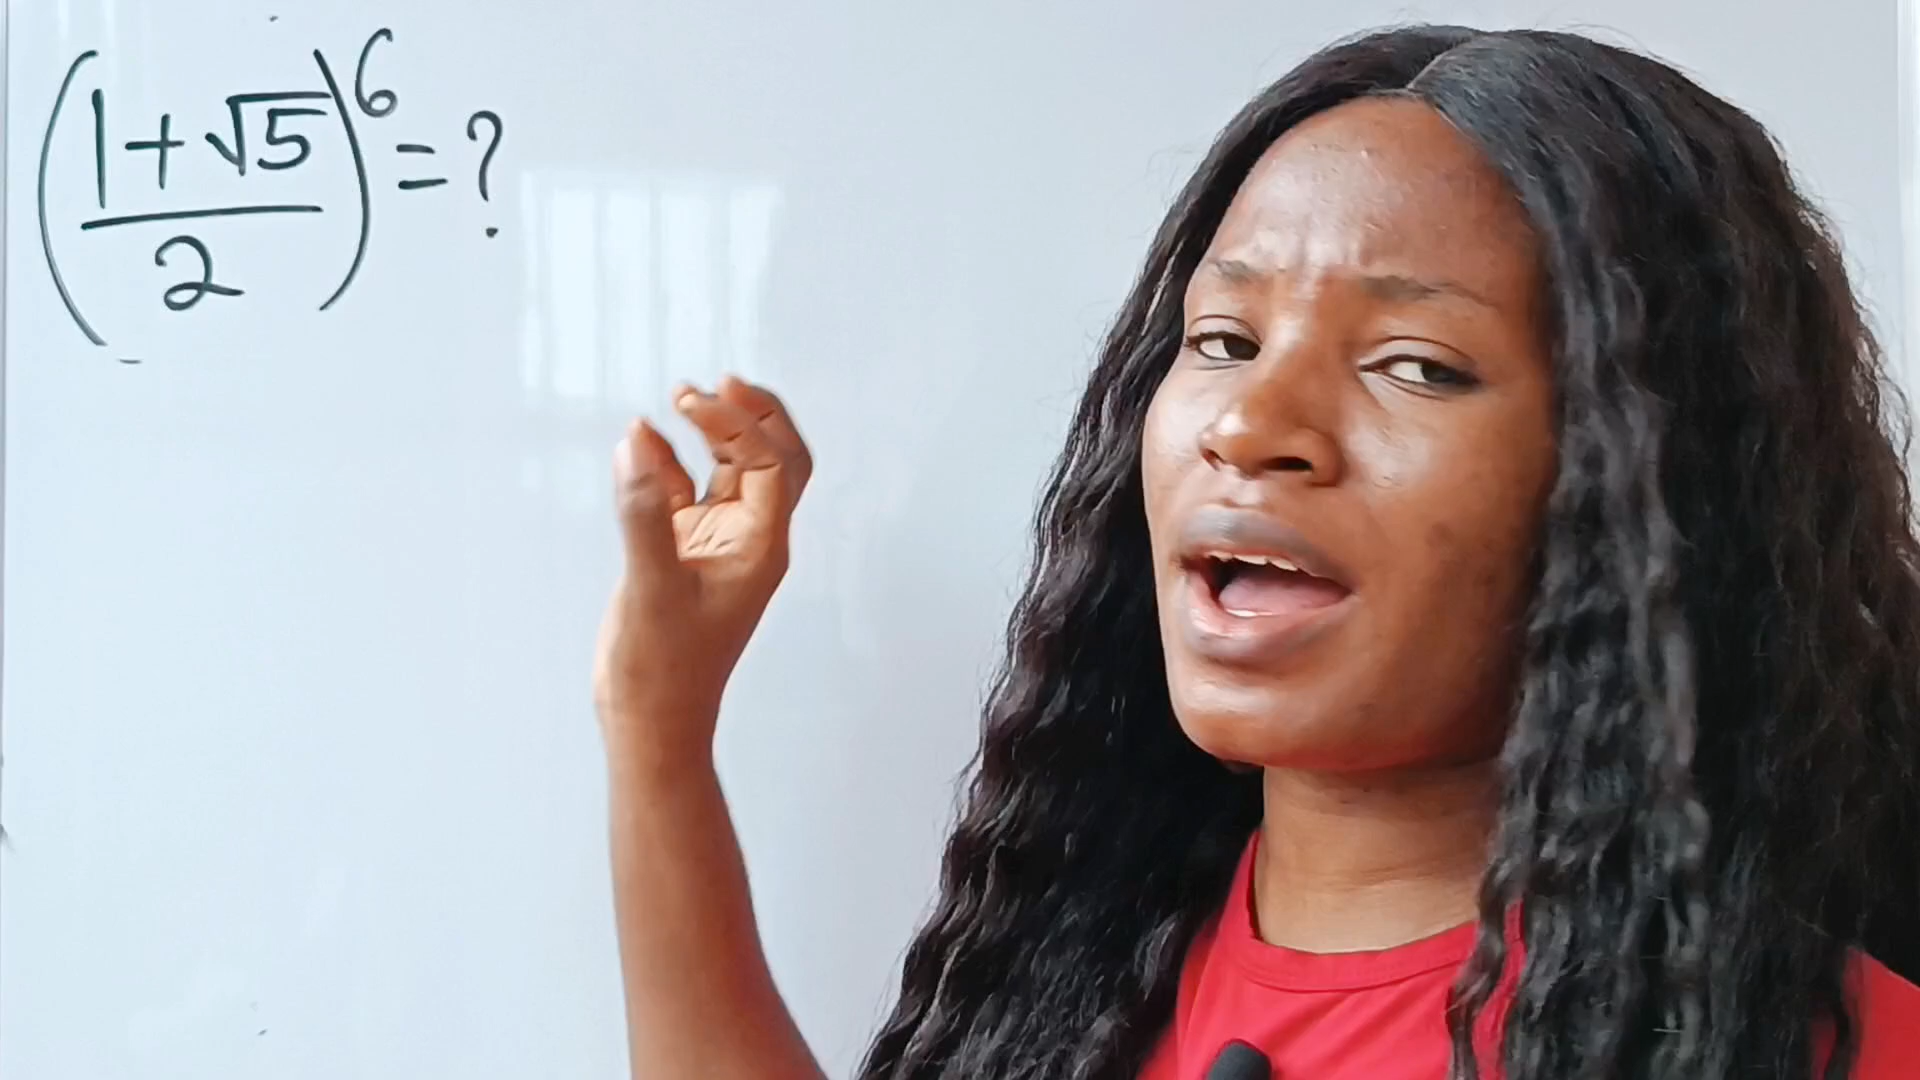 (1+√5/2)^6 = ?